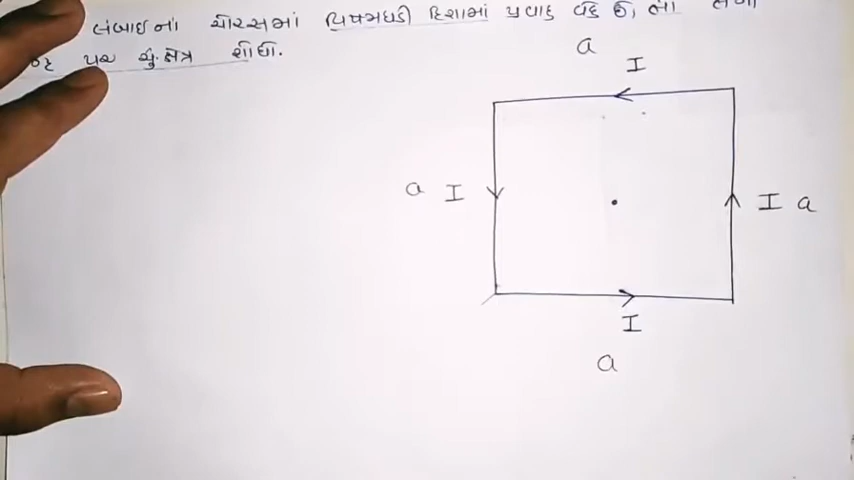 લંબાઈના ચોરસમાં વિષમઘડી દિશામાં પ્રવાહ વહે છે, તો તેના
પર ચું.ક્ષેત્ર શોધો.
a
I
a I
I a
I
a